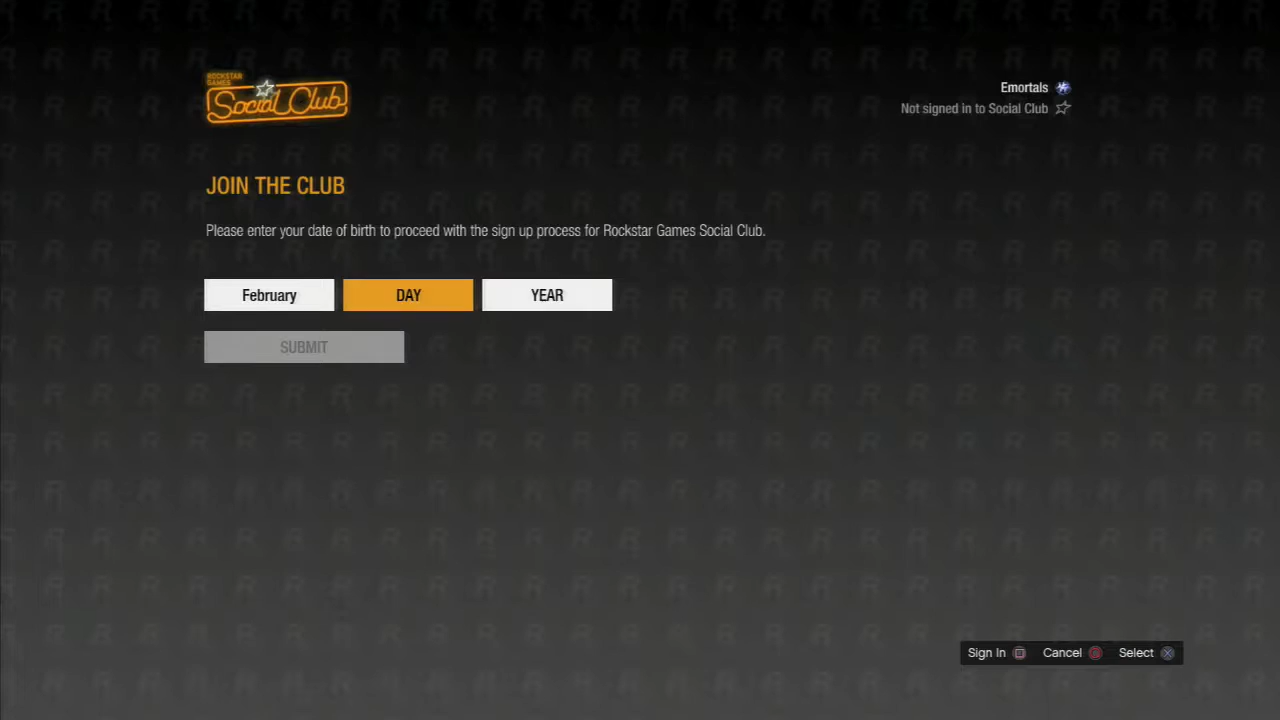 ROCKSTAR
GAMES
Social Club
Emortals
Not signed in to Social Club
JOIN THE CLUB
Please enter your date of birth to proceed with the sign up process for Rockstar Games Social Club.
February DAY YEAR
SUBMIT
Sign In Cancel Select